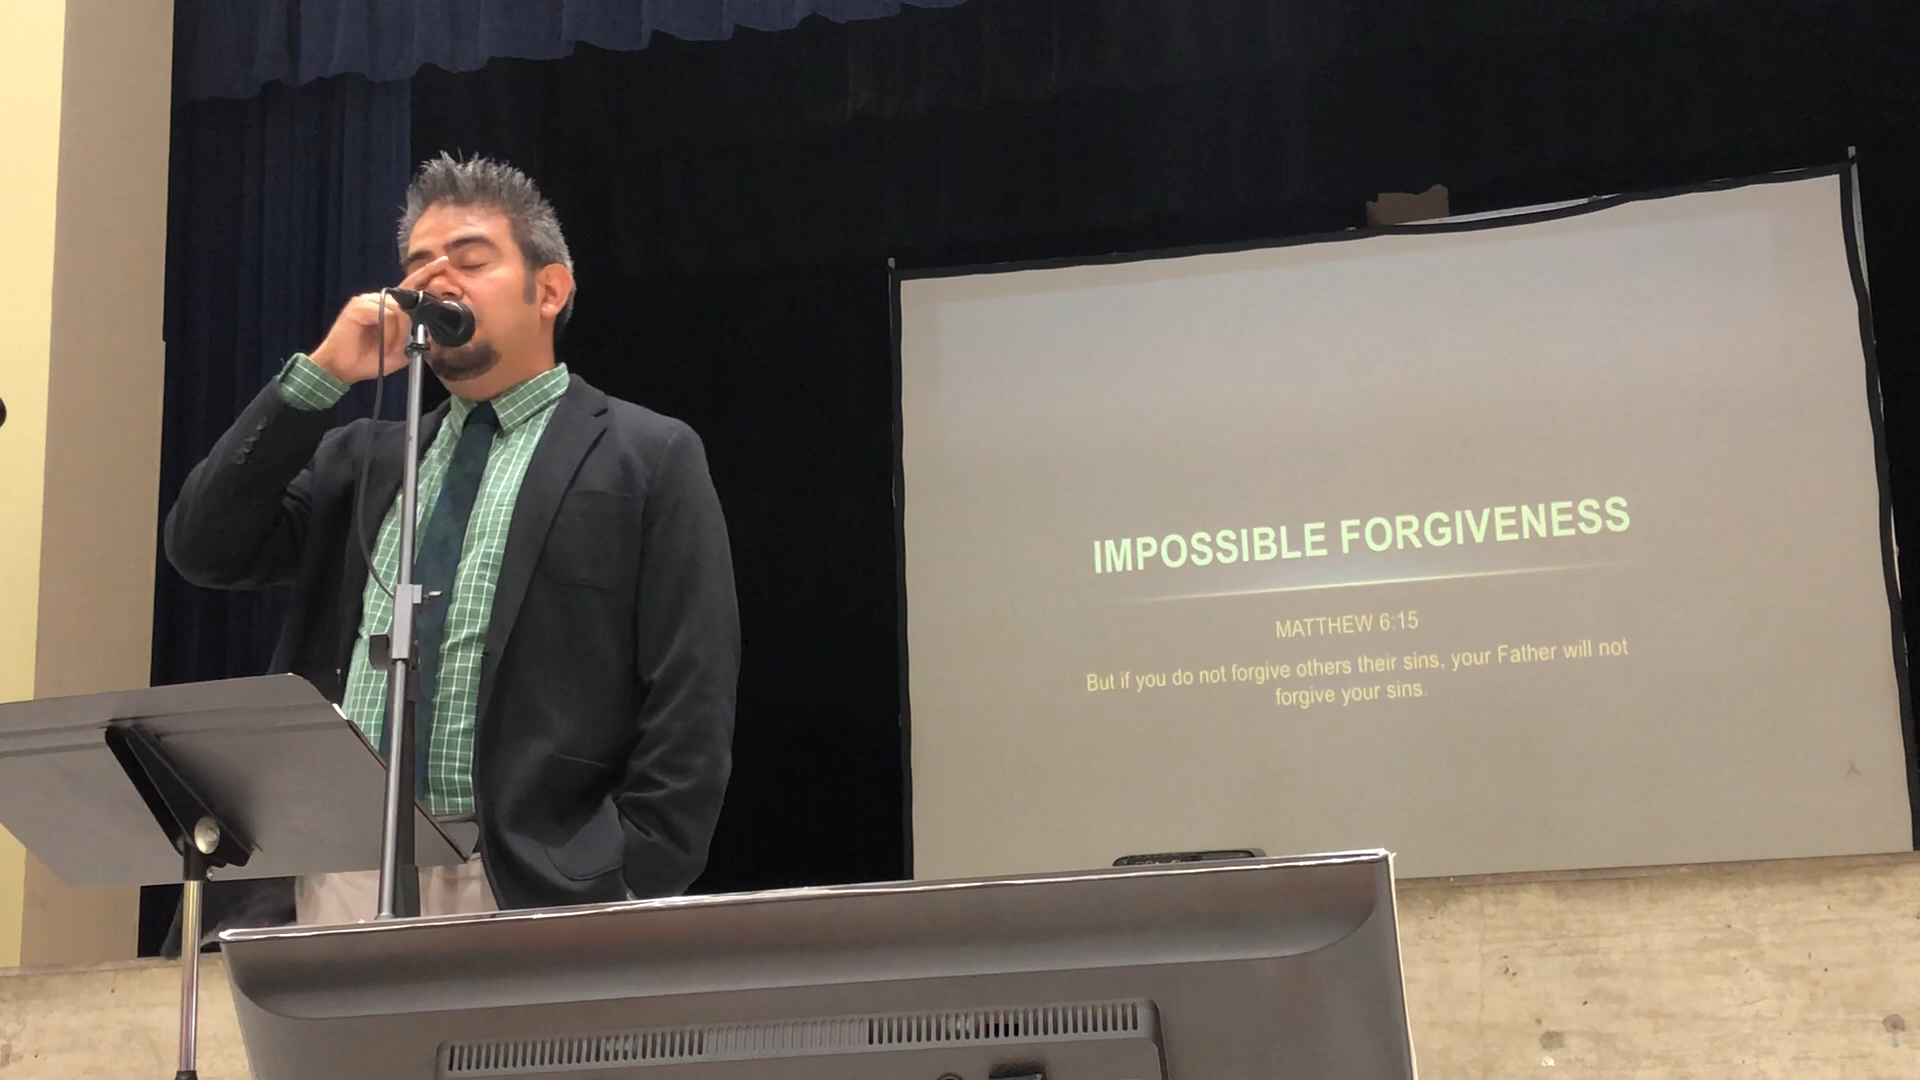 IMPOSSIBLE FORGIVENESS
MATTHEW 6:15
But if you do not forgive others their sins, your Father will not
forgive your sins.